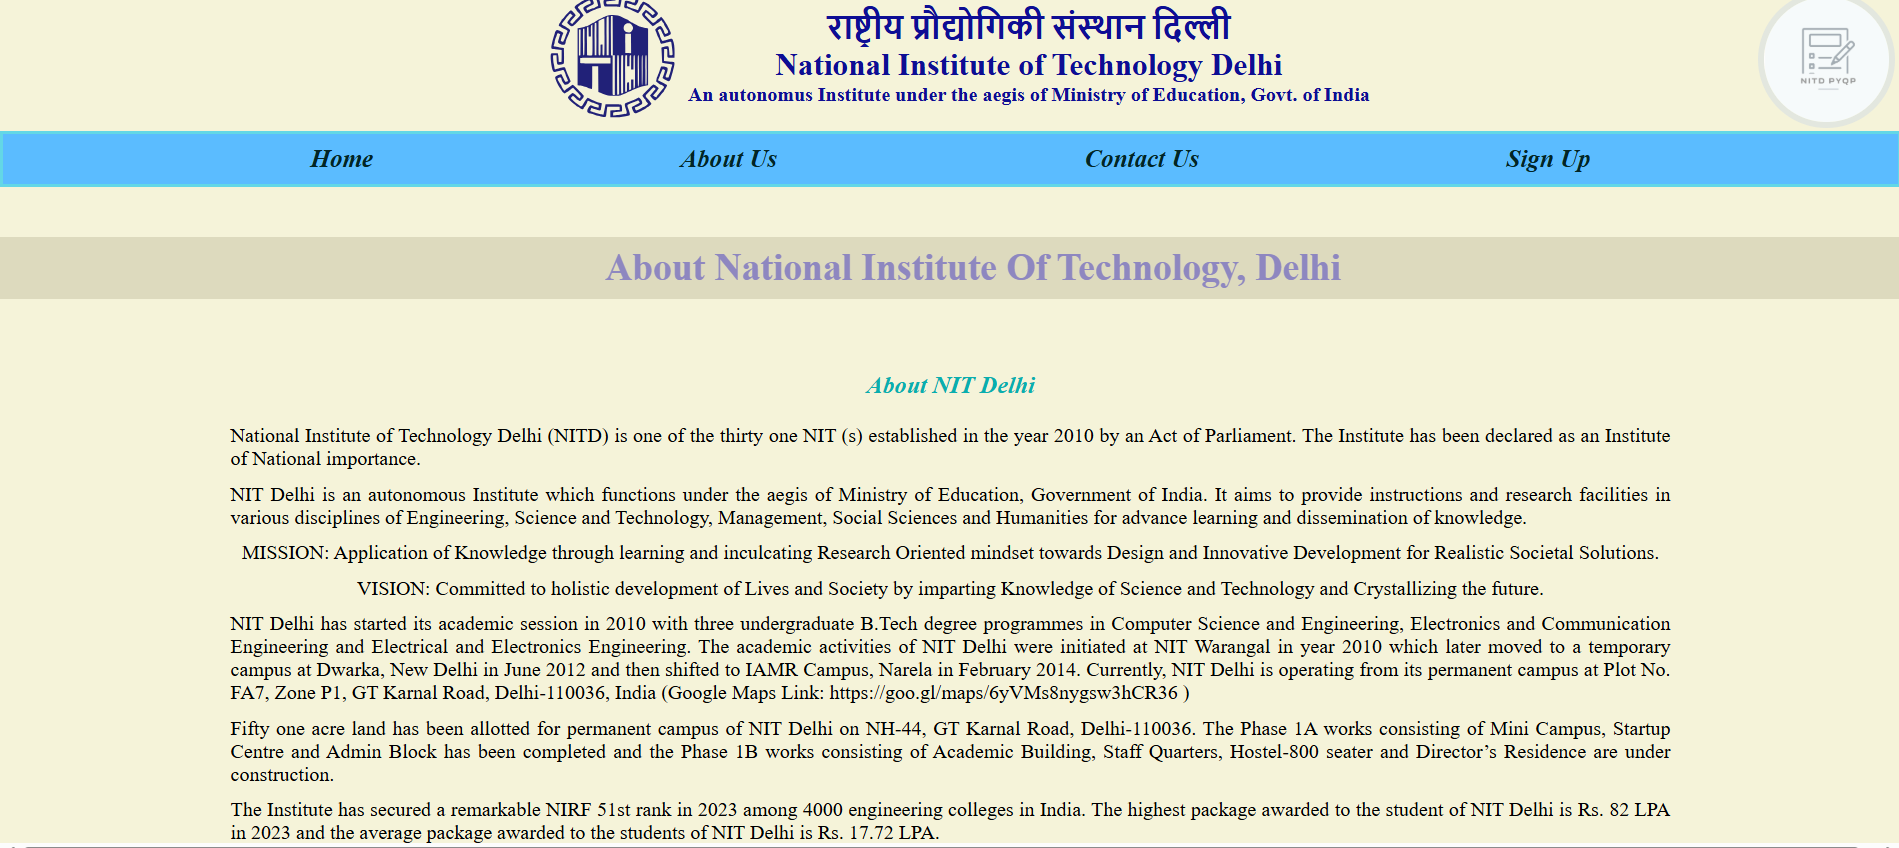 राष्ट्रीय प्रौद्योगिकी संस्थान दिल्ली
National Institute of Technology Delhi
An autonomus Institute under the aegis of Ministry of Education, Govt. of India
NITD PYQP
Home
About Us
Contact Us
Sign Up
About National Institute Of Technology, Delhi
About NIT Delhi
National Institute of Technology Delhi (NITD) is one of the thirty one NIT (s) established in the year 2010 by an Act of Parliament. The Institute has been declared as an Institute
of National importance.
NIT Delhi is an autonomous Institute which functions under the aegis of Ministry of Education, Government of India. It aims to provide instructions and research facilities in
various disciplines of Engineering, Science and Technology, Management, Social Sciences and Humanities for advance learning and dissemination of knowledge.
MISSION: Application of Knowledge through learning and inculcating Research Oriented mindset towards Design and Innovative Development for Realistic Societal Solutions.
VISION: Committed to holistic development of Lives and Society by imparting Knowledge of Science and Technology and Crystallizing the future.
NIT Delhi has started its academic session in 2010 with three undergraduate B.Tech degree programmes in Computer Science and Engineering, Electronics and Communication
Engineering and Electrical and Electronics Engineering. The academic activities of NIT Delhi were initiated at NIT Warangal in year 2010 which later moved to a temporary
campus at Dwarka, New Delhi in June 2012 and then shifted to IAMR Campus, Narela in February 2014. Currently, NIT Delhi is operating from its permanent campus at Plot No.
FA7, Zone P1, GT Karnal Road, Delhi-110036, India (Google Maps Link: https://goo.gl/maps/6yVMs8nygsw3hCR36 )
Fifty one acre land has been allotted for permanent campus of NIT Delhi on NH-44, GT Karnal Road, Delhi-110036. The Phase 1A works consisting of Mini Campus, Startup
Centre and Admin Block has been completed and the Phase 1B works consisting of Academic Building, Staff Quarters, Hostel-800 seater and Director’s Residence are under
construction.
The Institute has secured a remarkable NIRF 51st rank in 2023 among 4000 engineering colleges in India. The highest package awarded to the student of NIT Delhi is Rs. 82 LPA
in 2023 and the average package awarded to the students of NIT Delhi is Rs. 17.72 LPA.